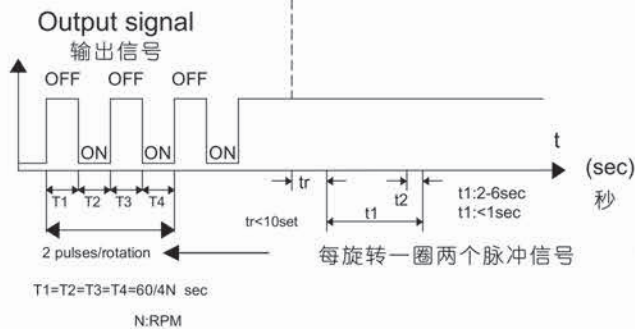 Output signal
输出信号
OFF OFF OFF
ON ON ON
t
(sec)
秒
T1 T2 T3 T4
tr
t1
t2
t1:2-6sec
t1:<1sec
tr<10set
2 pulses/rotation
每旋转一圈两个脉冲信号
T1=T2=T3=T4=60/4N sec
N:RPM